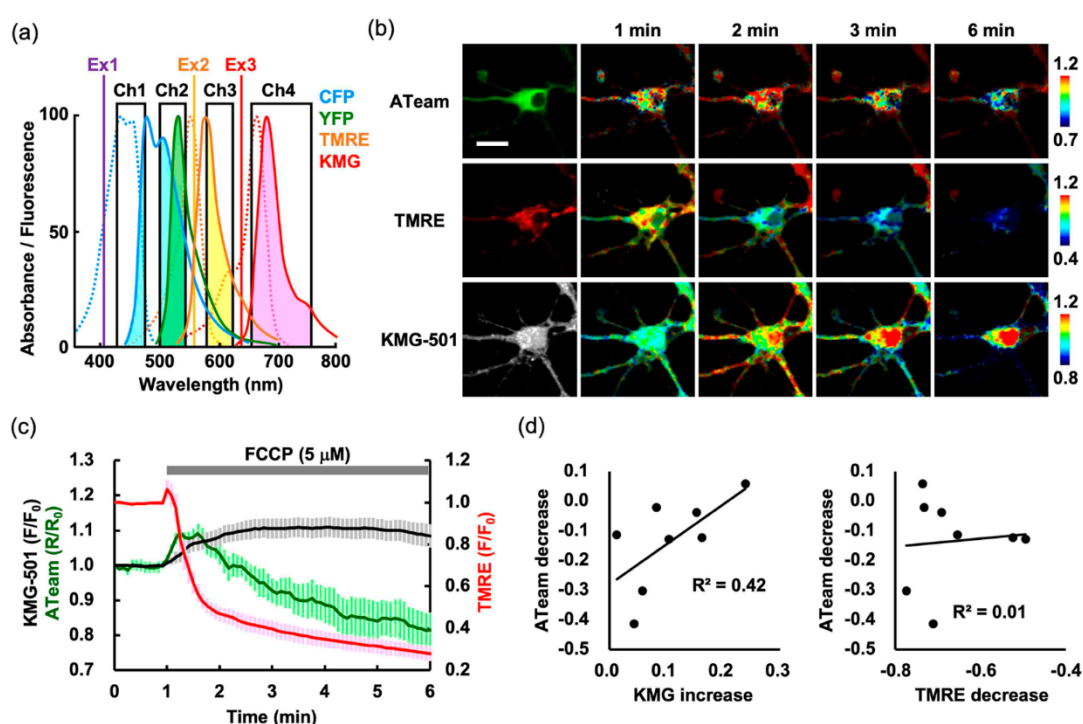 (a)
Ex1
Ex2
Ex3
Ch1
Ch2
Ch3
Ch4
CFP
YFP
TMRE
KMG
Absorbance / Fluorescence
100
50
0
400
500
600
700
800
Wavelength (nm)
(b)
1 min
2 min
3 min
6 min
ATeam
1.2
0.7
TMRE
1.2
0.4
KMG-501
1.2
0.8
(c)
FCCP (5 μM)
KMG-501 (F/F0)
ATeam (R/R0)
1.3
1.2
1.1
1.0
0.9
0.8
0.7
TMRE (F/F0)
1.2
1.0
0.8
0.6
0.4
0.2
0
1
2
3
4
5
6
Time (min)
(d)
ATeam decrease
0.1
0.0
-0.1
-0.2
-0.3
-0.4
-0.5
R² = 0.42
0.0
0.1
0.2
0.3
KMG increase
ATeam decrease
0.1
0.0
-0.1
-0.2
-0.3
-0.4
-0.5
R² = 0.01
-0.8
-0.6
-0.4
TMRE decrease